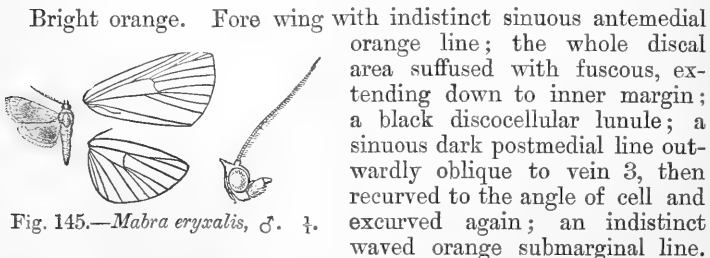 Bright orange. Fore wing with indistinct sinuous antemedial
orange line; the whole discal
area suffused with fuscous, ex-
tending down to inner margin;
a black discocellular lunule; a
sinuous dark postmedial line out-
wardly oblique to vein 3, then
recurved to the angle of cell and
excurved again; an indistinct
waved orange submarginal line.
Fig. 145.—Mabra eryxalis, ♂. ¼.